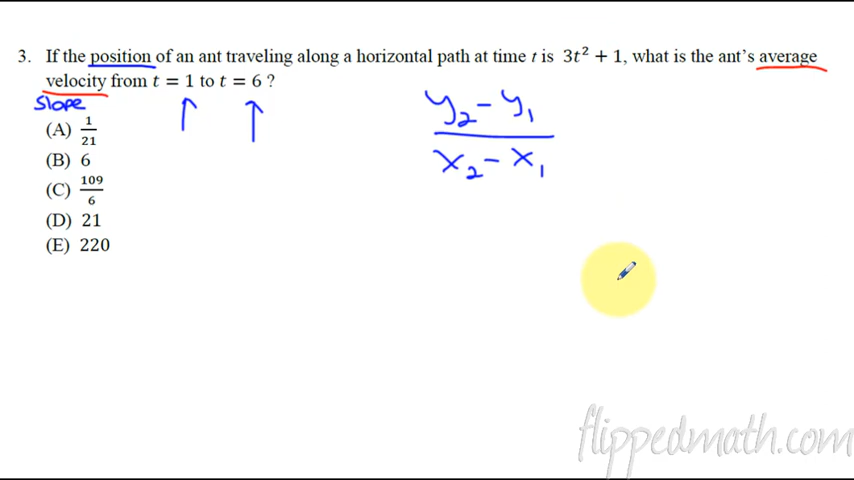 3. If the position of an ant traveling along a horizontal path at time t is 3t² + 1, what is the ant's average
velocity from t = 1 to t = 6 ?
slope
(A) 1/21
(B) 6
(C) 109/6
(D) 21
(E) 220
y₂ - y₁
x₂ - x₁
flippedmath.com